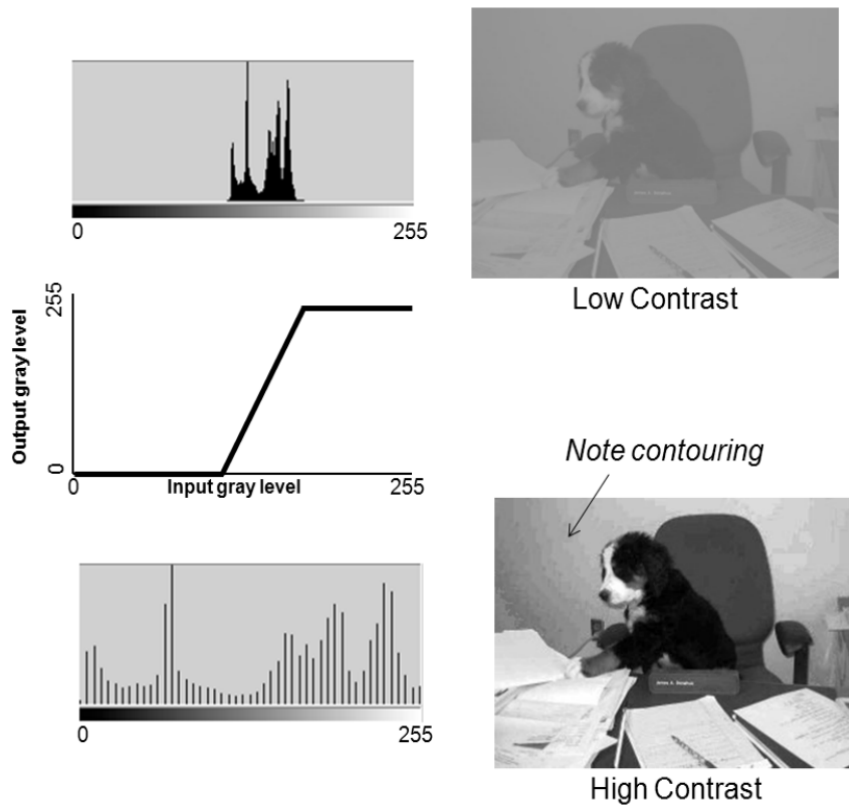 0 255
Low Contrast
Output gray level
255
0
0 Input gray level 255
Note contouring
0 255
High Contrast